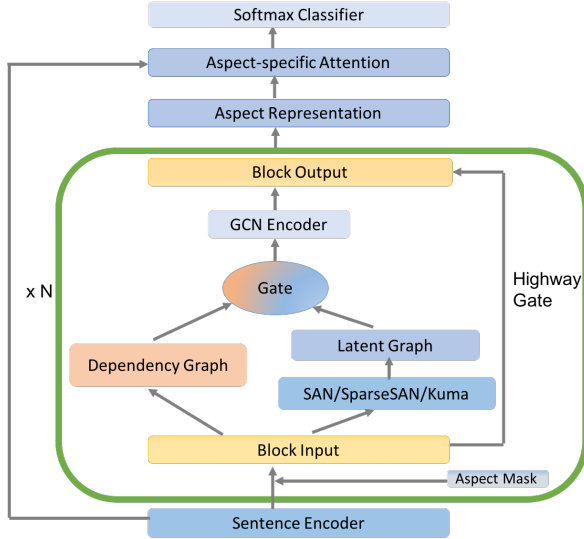 Softmax Classifier
Aspect-specific Attention
Aspect Representation
Block Output
GCN Encoder
x N
Gate
Highway
Gate
Dependency Graph
Latent Graph
SAN/SparseSAN/Kuma
Block Input
Aspect Mask
Sentence Encoder